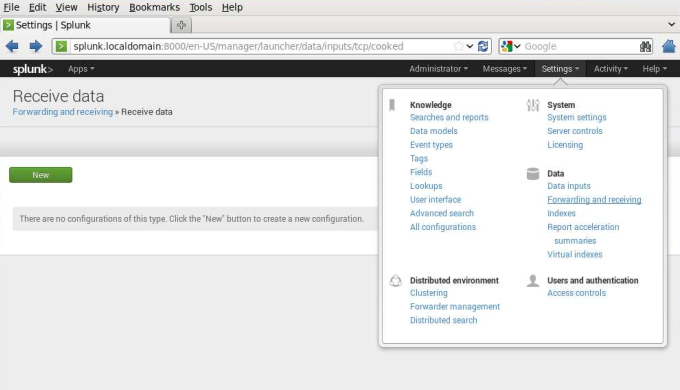 File Edit View History Bookmarks Tools Help
Settings | Splunk
splunk.localdomain:8000/en-US/manager/launcher/data/inputs/tcp/cooked
Google
splunk> Apps Administrator Messages Settings Activity Help
Receive data
Forwarding and receiving » Receive data
New
There are no configurations of this type. Click the "New" button to create a new configuration.
Knowledge
Searches and reports
Data models
Event types
Tags
Fields
Lookups
User interface
Advanced search
All configurations
System
System settings
Server controls
Licensing
Data
Data inputs
Forwarding and receiving
Indexes
Report acceleration
summaries
Virtual indexes
Distributed environment
Clustering
Forwarder management
Distributed search
Users and authentication
Access controls